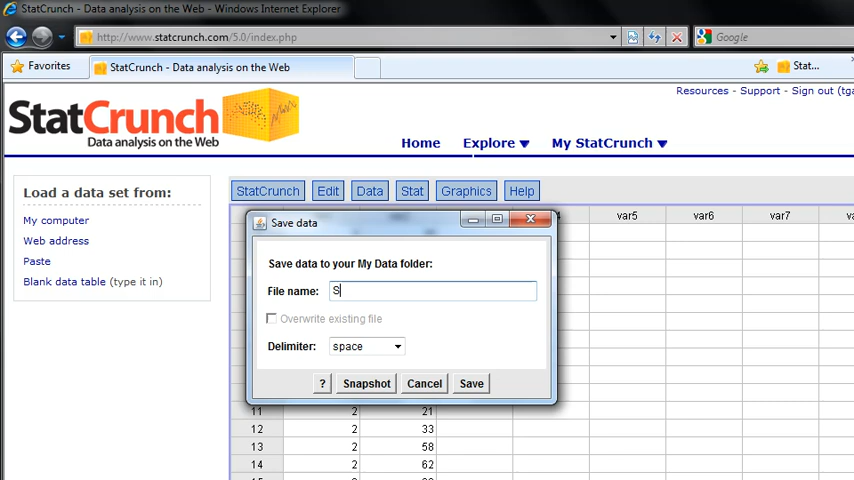 StatCrunch - Data analysis on the Web - Windows Internet Explorer
http://www.statcrunch.com/5.0/index.php
Google
Favorites
StatCrunch - Data analysis on the Web
Stat...
Resources - Support - Sign out (tga
StatCrunch
Data analysis on the Web
Home Explore My StatCrunch
Load a data set from:
My computer
Web address
Paste
Blank data table (type it in)
StatCrunch Edit Data Stat Graphics Help
var5 var6 var7
Save data
Save data to your My Data folder:
File name: S
Overwrite existing file
Delimiter: space
? Snapshot Cancel Save
11 2 21
12 2 33
13 2 58
14 2 62